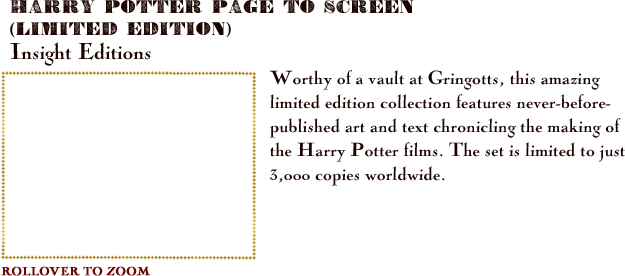 HARRY POTTER PAGE TO SCREEN
(LIMITED EDITION)
Insight Editions
Worthy of a vault at Gringotts, this amazing
limited edition collection features never-before-
published art and text chronicling the making of
the Harry Potter films. The set is limited to just
3,000 copies worldwide.
ROLLOVER TO ZOOM